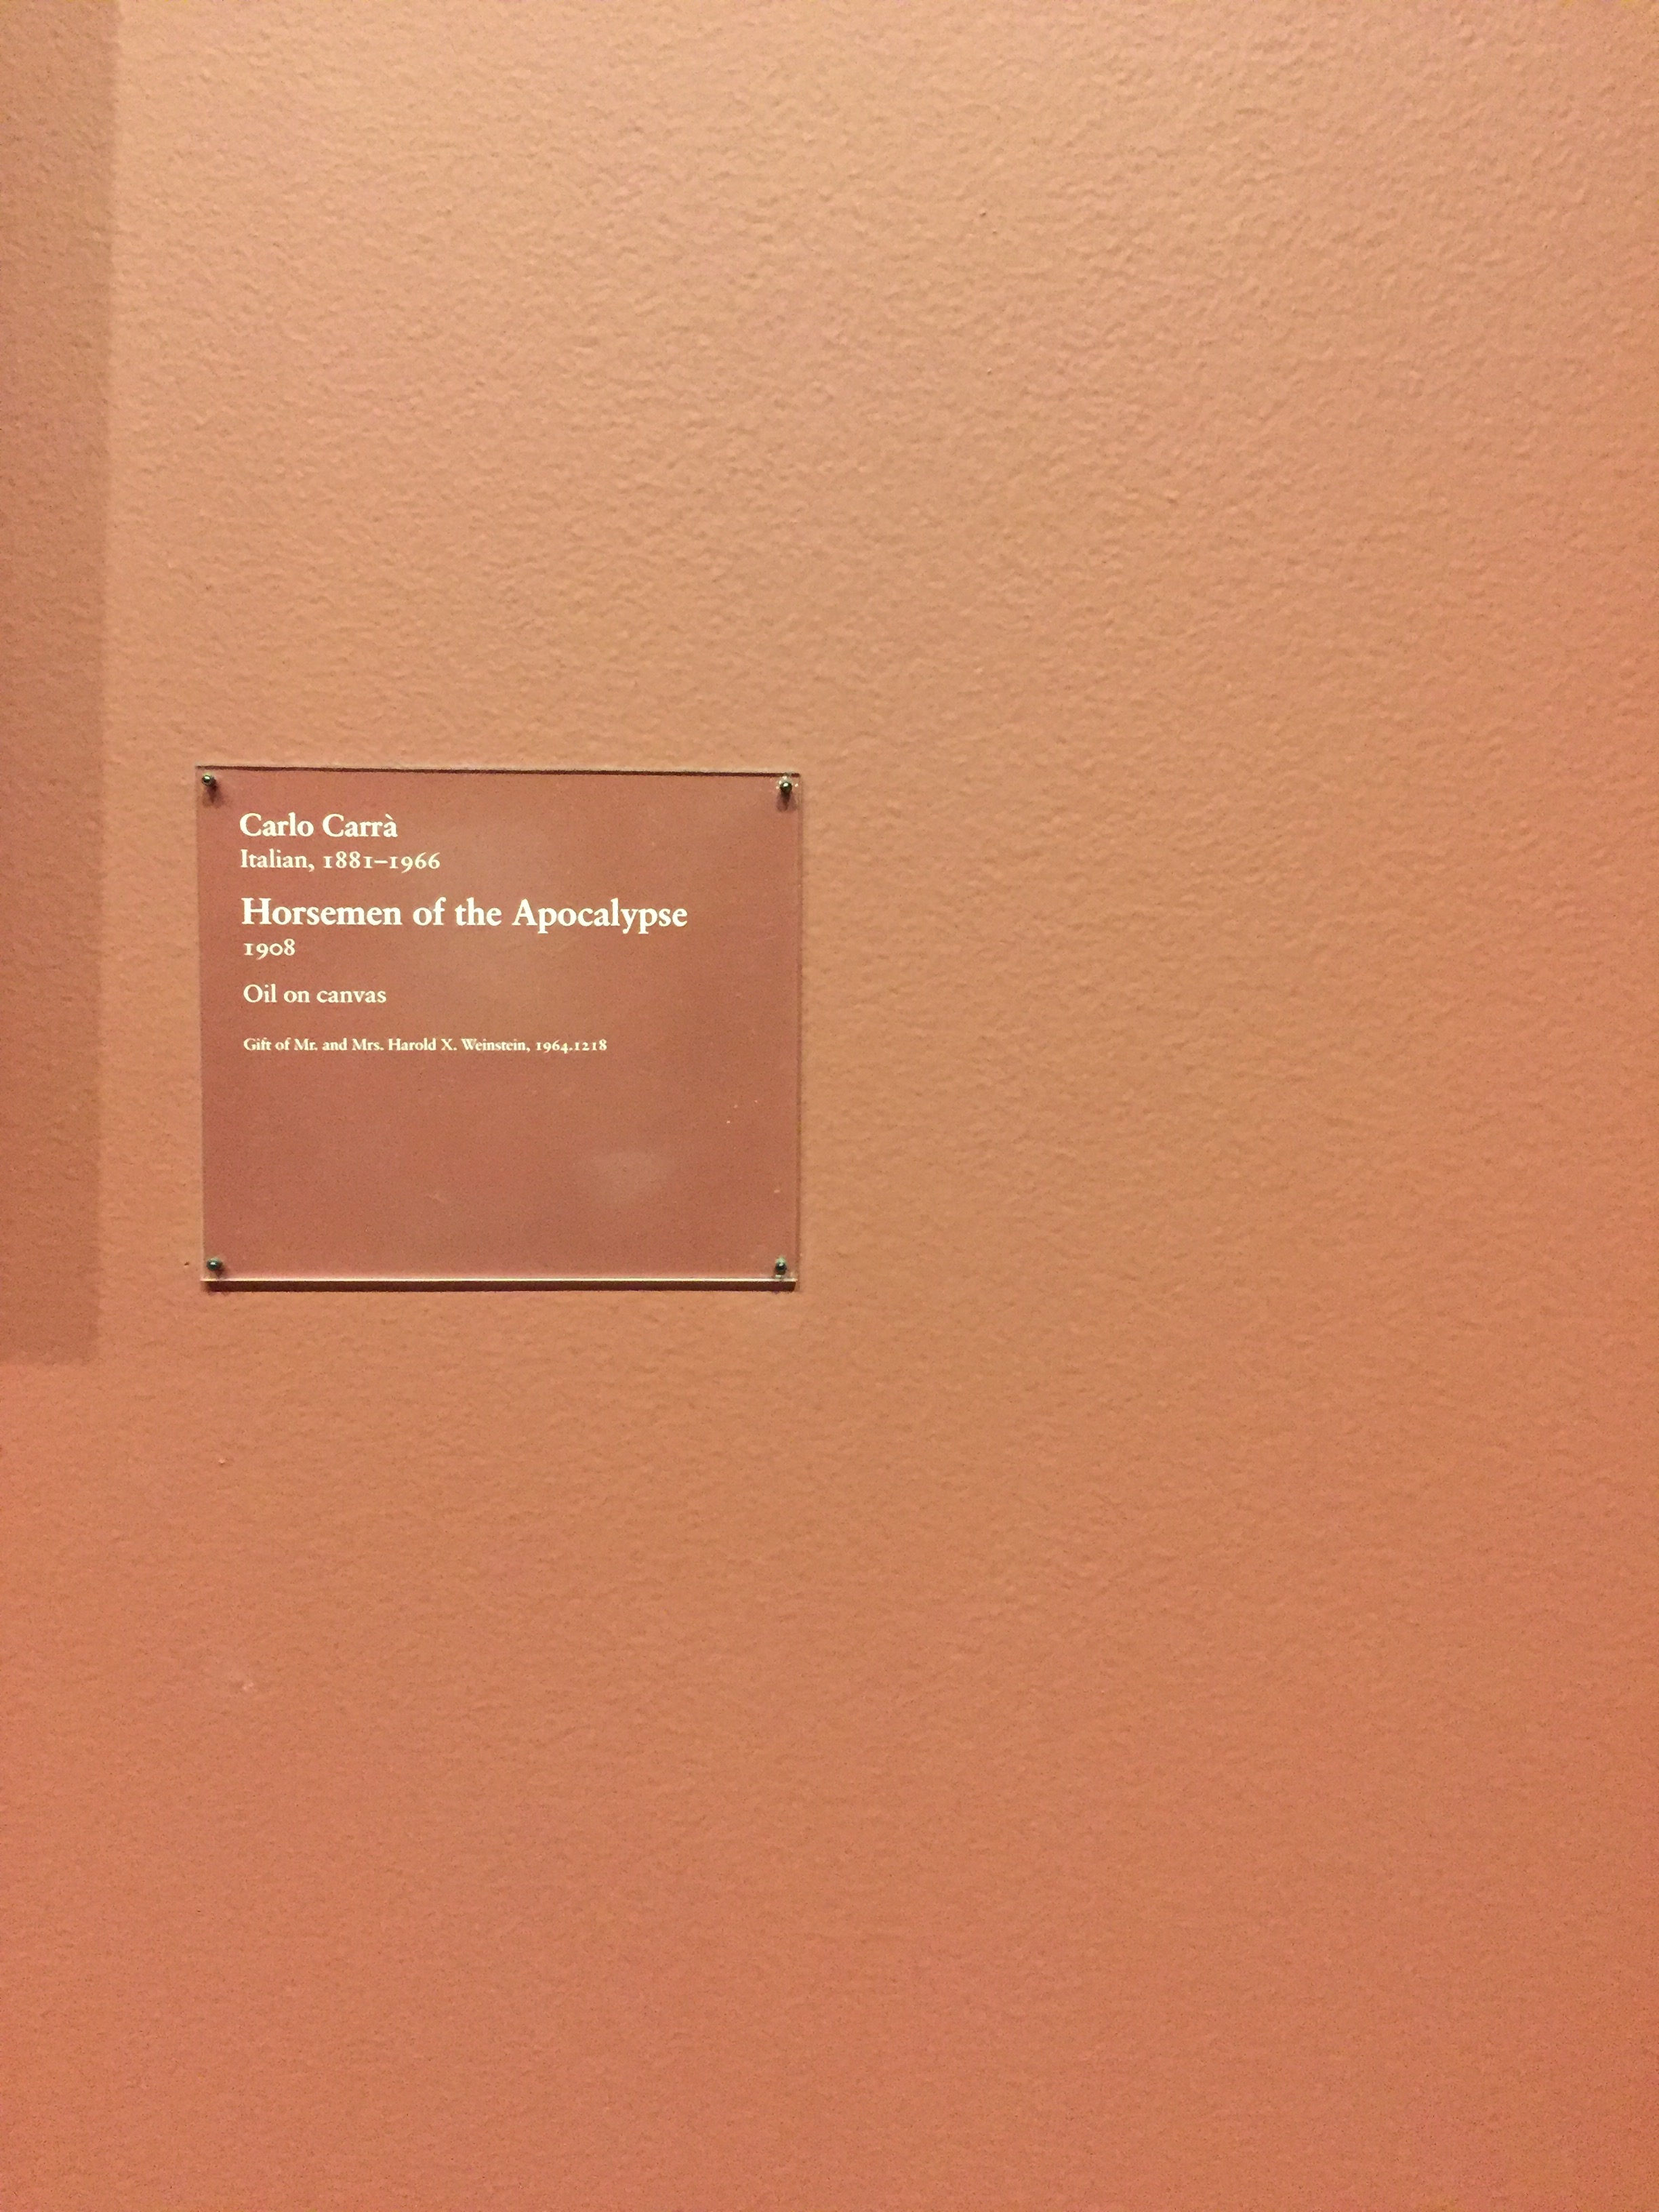 Carlo Carrà
Italian, 1881–1966
Horsemen of the Apocalypse
1908
Oil on canvas
Gift of Mr. and Mrs. Harold X. Weinstein, 1964.1218